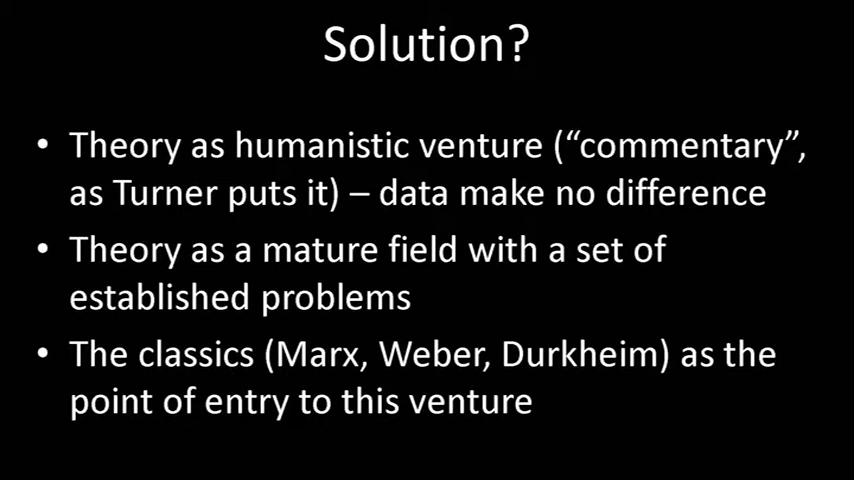 Solution?
• Theory as humanistic venture (“commentary”,
as Turner puts it) – data make no difference
• Theory as a mature field with a set of
established problems
• The classics (Marx, Weber, Durkheim) as the
point of entry to this venture